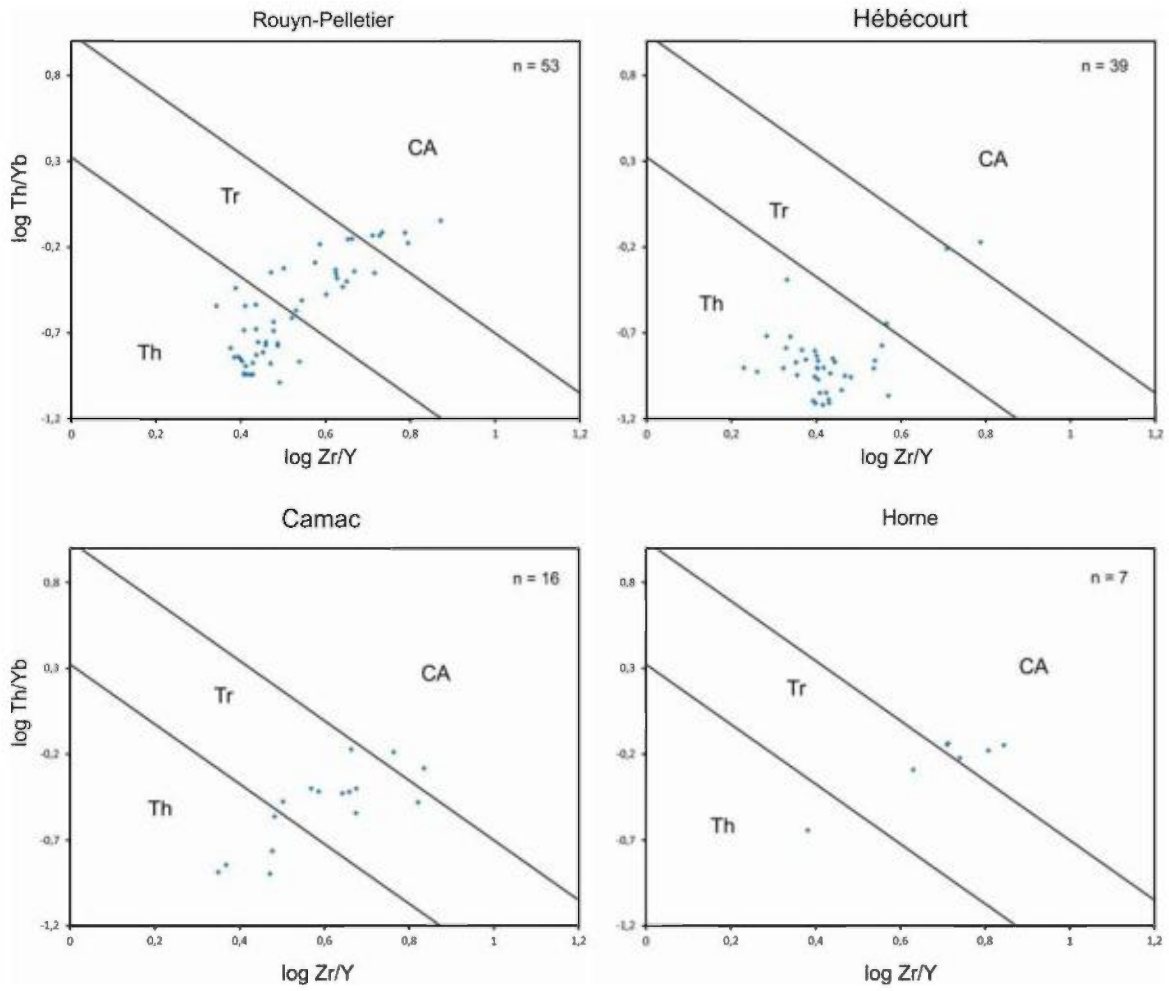 Rouyn-Pelletier
n = 53
0,8
0,3
-0,2
-0,7
-1,2
log Th/Yb
CA
Tr
Th
0
0,2
0,4
0,6
0,8
1
1,2
log Zr/Y
Hébécourt
n = 39
0,8
0,3
-0,2
-0,7
-1,2
CA
Tr
Th
0
0,2
0,4
0,6
0,8
1
1,2
log Zr/Y
Camac
n = 16
0,8
0,3
-0,2
-0,7
-1,2
log Th/Yb
CA
Tr
Th
0
0,2
0,4
0,6
0,8
1
1,2
log Zr/Y
Horne
n = 7
0,8
0,3
-0,2
-0,7
-1,2
CA
Tr
Th
0
0,2
0,4
0,6
0,8
1
1,2
log Zr/Y